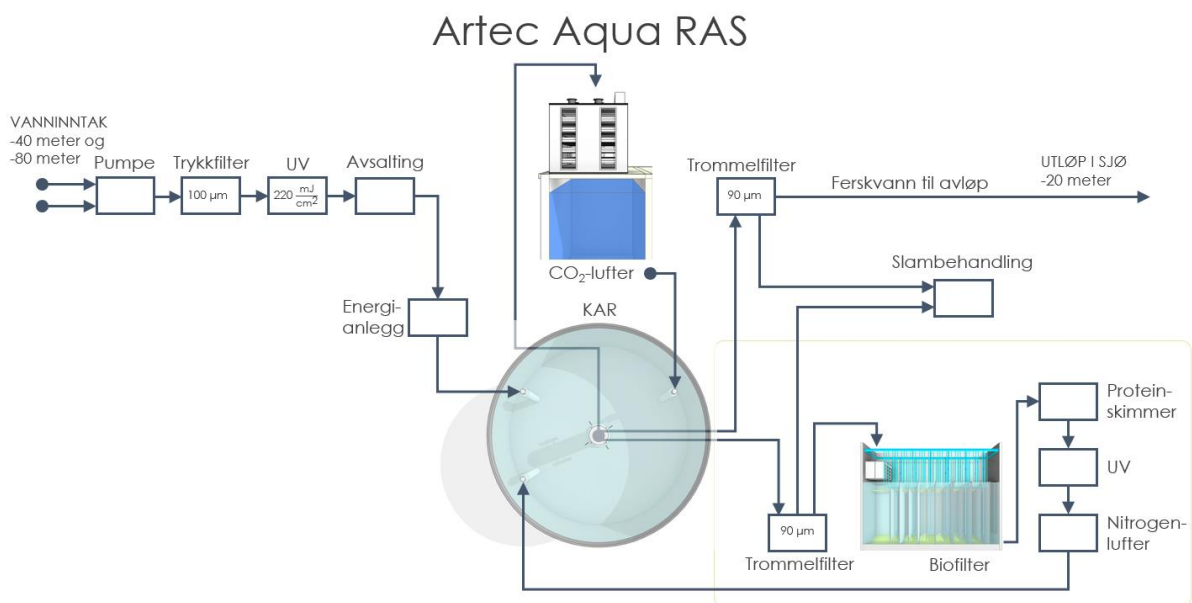 Artec Aqua RAS
VANNINNTAK
-40 meter og
-80 meter
Pumpe
Trykkfilter
100 µm
UV
220 mJ/cm²
Avsalting
Energi-
anlegg
CO₂-lufter
KAR
Trommelfilter
90 µm
Ferskvann til avløp
UTLØP I SJØ
-20 meter
Slambehandling
Trommelfilter
90 µm
Biofilter
Protein-
skimmer
UV
Nitrogen-
lufter